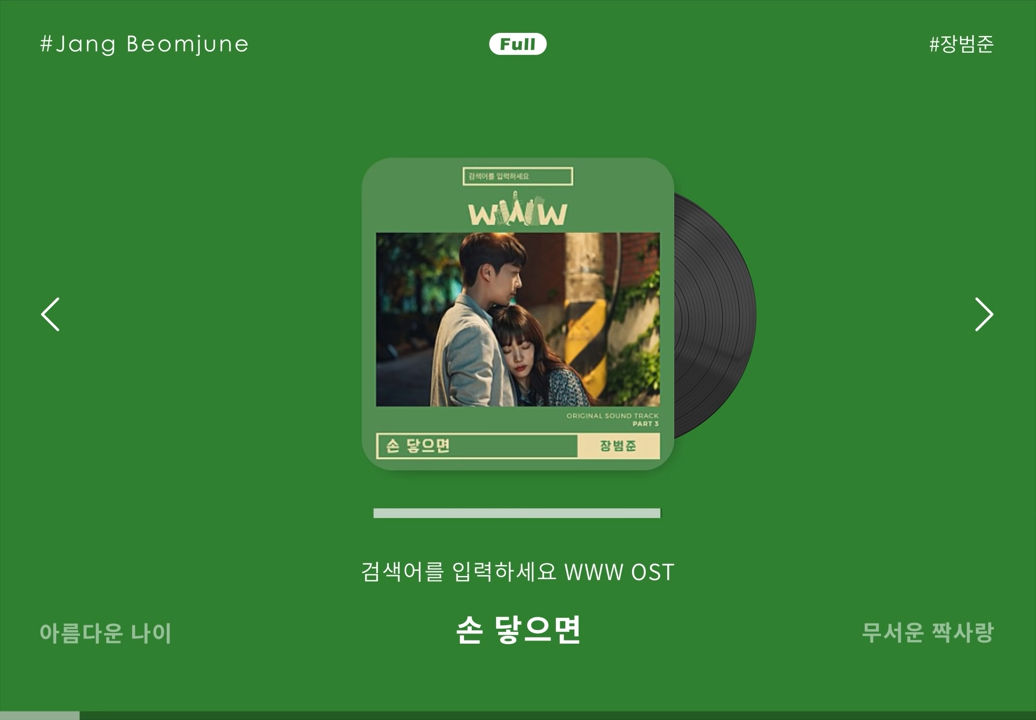 #Jang Beomjune
Full
#장범준
검색어를 입력하세요
WWW
ORIGINAL SOUND TRACK
PART 3
손 닿으면
장범준
검색어를 입력하세요 WWW OST
아름다운 나이
손 닿으면
무서운 짝사랑